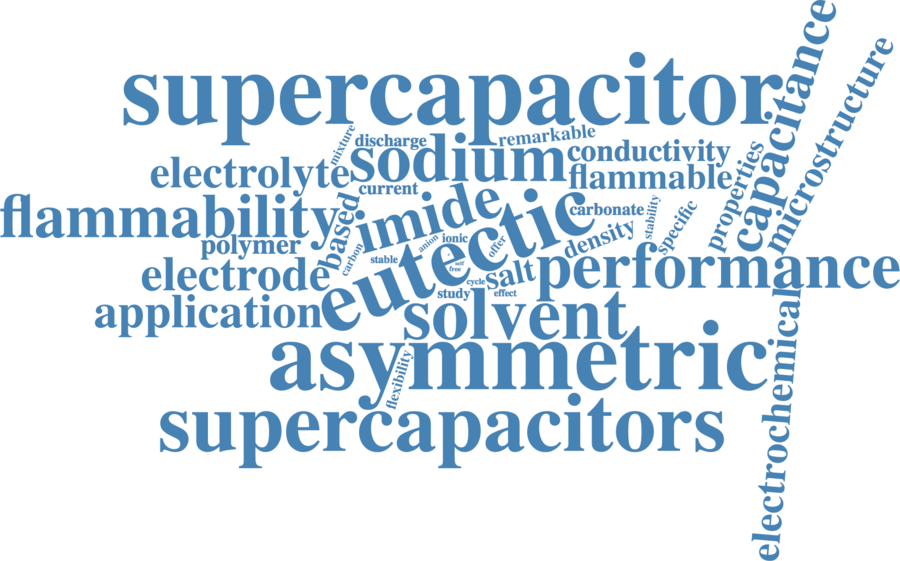 supercapacitor
capacitance
microstructure
mixture
discharge
remarkable
sodium
conductivity
electrolyte
flammable
current
properties
flammability
based
imide
carbonate
stability
specific
polymer
carbon
anion
ionic
offer
density
stable
self
free
eutectic
electrode
cycle
salt
performance
study
effect
application
solvent
asymmetric
flexibility
electrochemical
supercapacitors